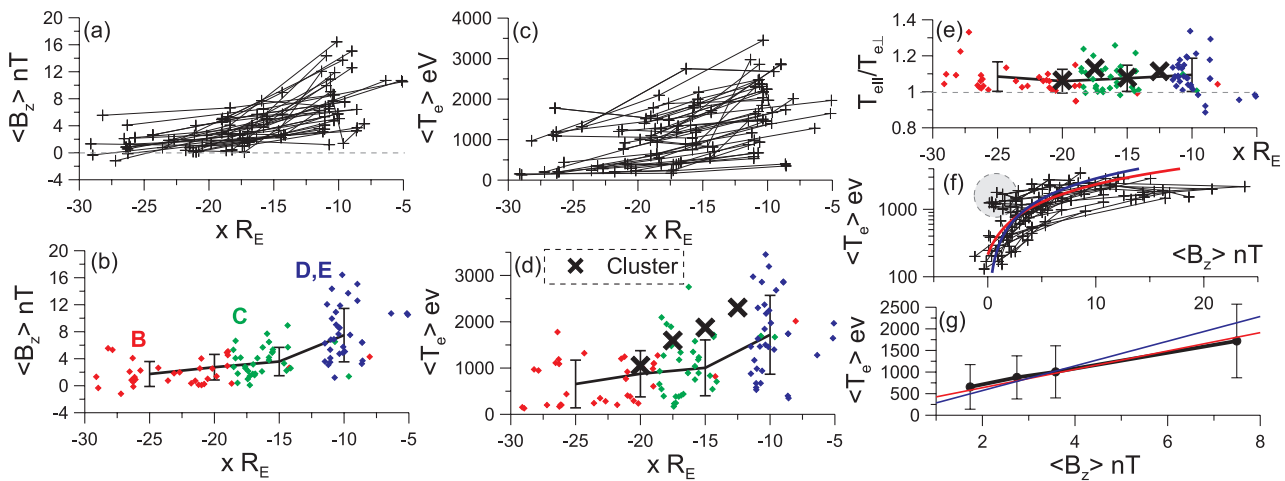 (a)
<B_z> nT
20
16
12
8
4
0
-4
-30 -25 -20 -15 -10 -5
x R_E
(c)
<T_e> eV
4000
3000
2000
1000
0
-30 -25 -20 -15 -10 -5
x R_E
(e)
T_eII/T_e⊥
1.4
1.2
1
0.8
-30 -25 -20 -15 -10 -5
x R_E
(f)
<T_e> ev
1000
100
0 10 20
<B_z> nT
(b)
<B_z> nT
20
16
12
8
4
0
-4
B
C
D,E
-30 -25 -20 -15 -10 -5
x R_E
(d)
Cluster
<T_e> ev
3000
2000
1000
0
-30 -25 -20 -15 -10 -5
x R_E
(g)
<T_e> ev
2500
2000
1500
1000
500
0
2 4 6 8
<B_z> nT